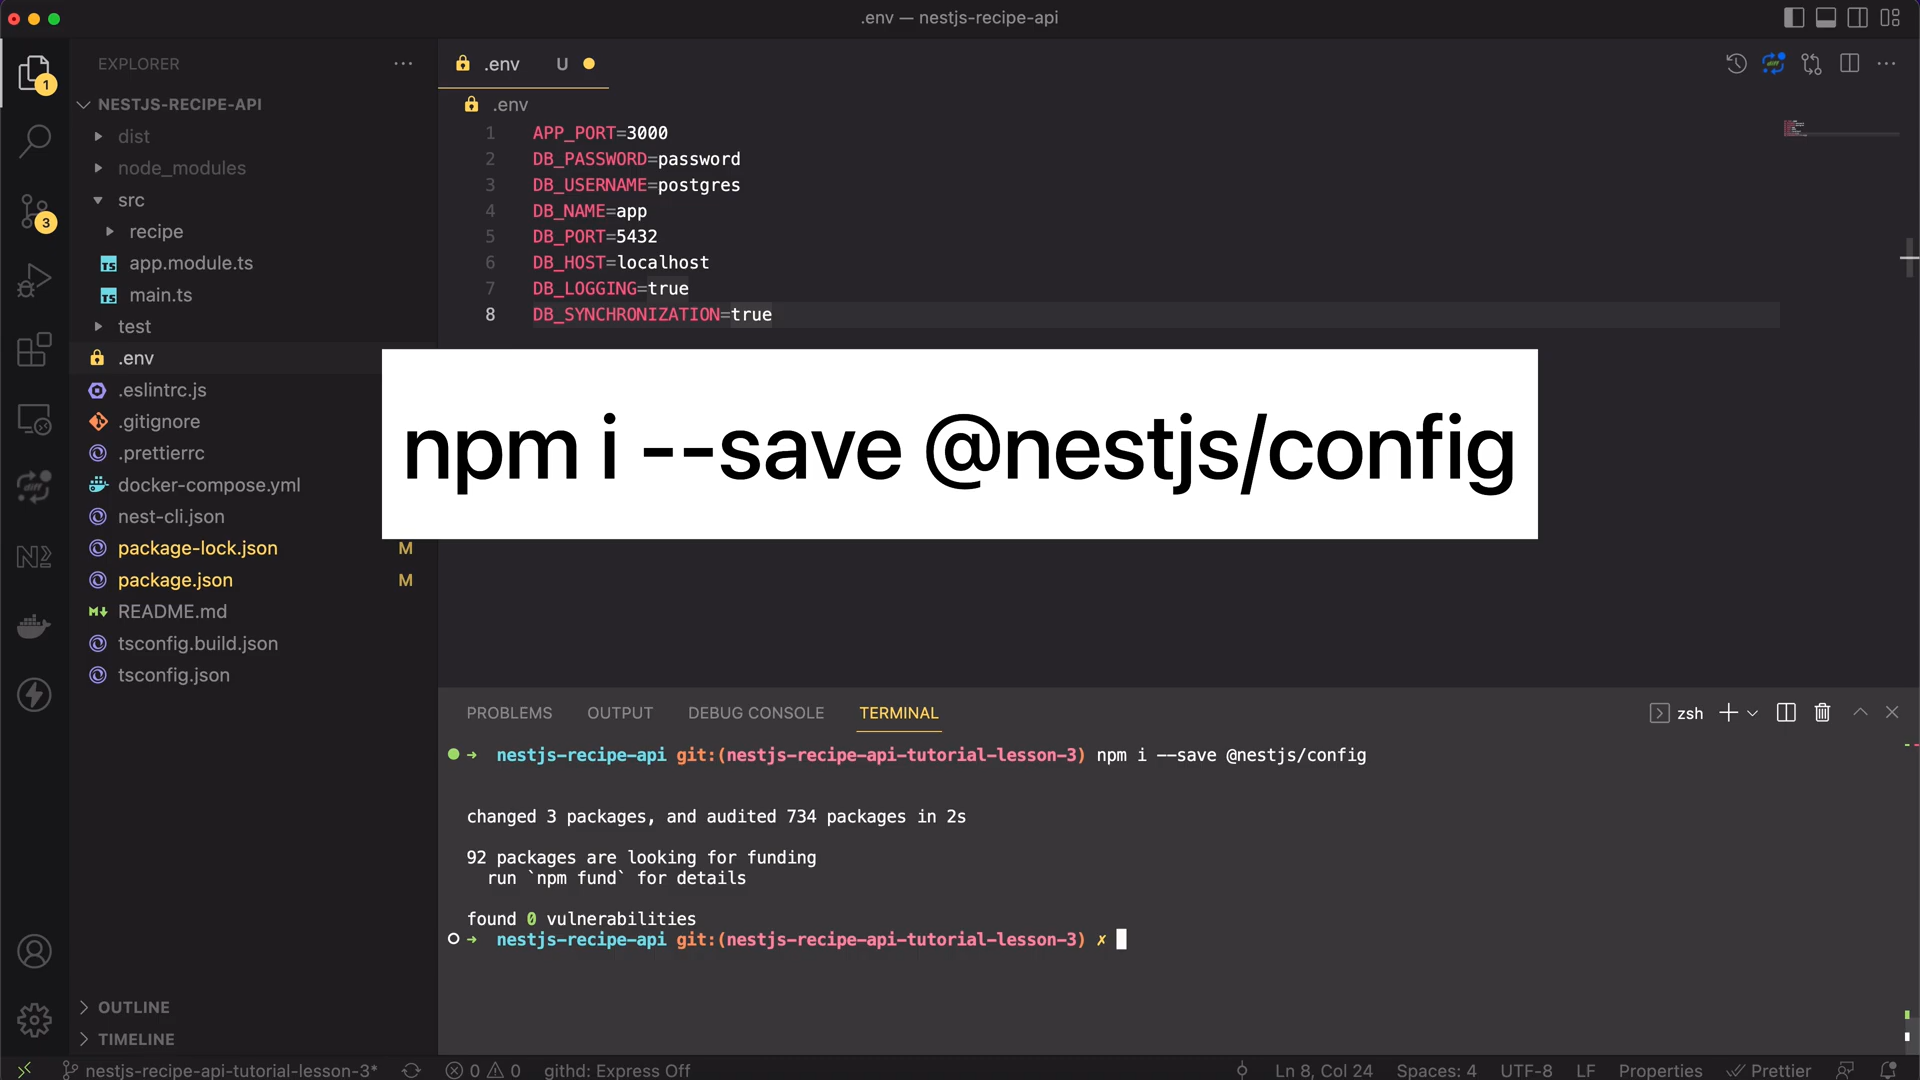 .env — nestjs-recipe-api
EXPLORER
1
NESTJS-RECIPE-API
dist
node_modules
src
3
recipe
TS app.module.ts
TS main.ts
test
.env
.eslintrc.js
.gitignore
.prettierrc
docker-compose.yml
nest-cli.json
package-lock.json M
package.json M
README.md
tsconfig.build.json
tsconfig.json
OUTLINE
TIMELINE
.env U
.env
1 APP_PORT=3000
2 DB_PASSWORD=password
3 DB_USERNAME=postgres
4 DB_NAME=app
5 DB_PORT=5432
6 DB_HOST=localhost
7 DB_LOGGING=true
8 DB_SYNCHRONIZATION=true
npm i --save @nestjs/config
PROBLEMS OUTPUT DEBUG CONSOLE TERMINAL zsh
➜ nestjs-recipe-api git:(nestjs-recipe-api-tutorial-lesson-3) npm i --save @nestjs/config
changed 3 packages, and audited 734 packages in 2s
92 packages are looking for funding
run `npm fund` for details
found 0 vulnerabilities
➜ nestjs-recipe-api git:(nestjs-recipe-api-tutorial-lesson-3) ✗
nestjs-recipe-api-tutorial-lesson-3* 0 0 githd: Express Off Ln 8, Col 24 Spaces: 4 UTF-8 LF Properties Prettier